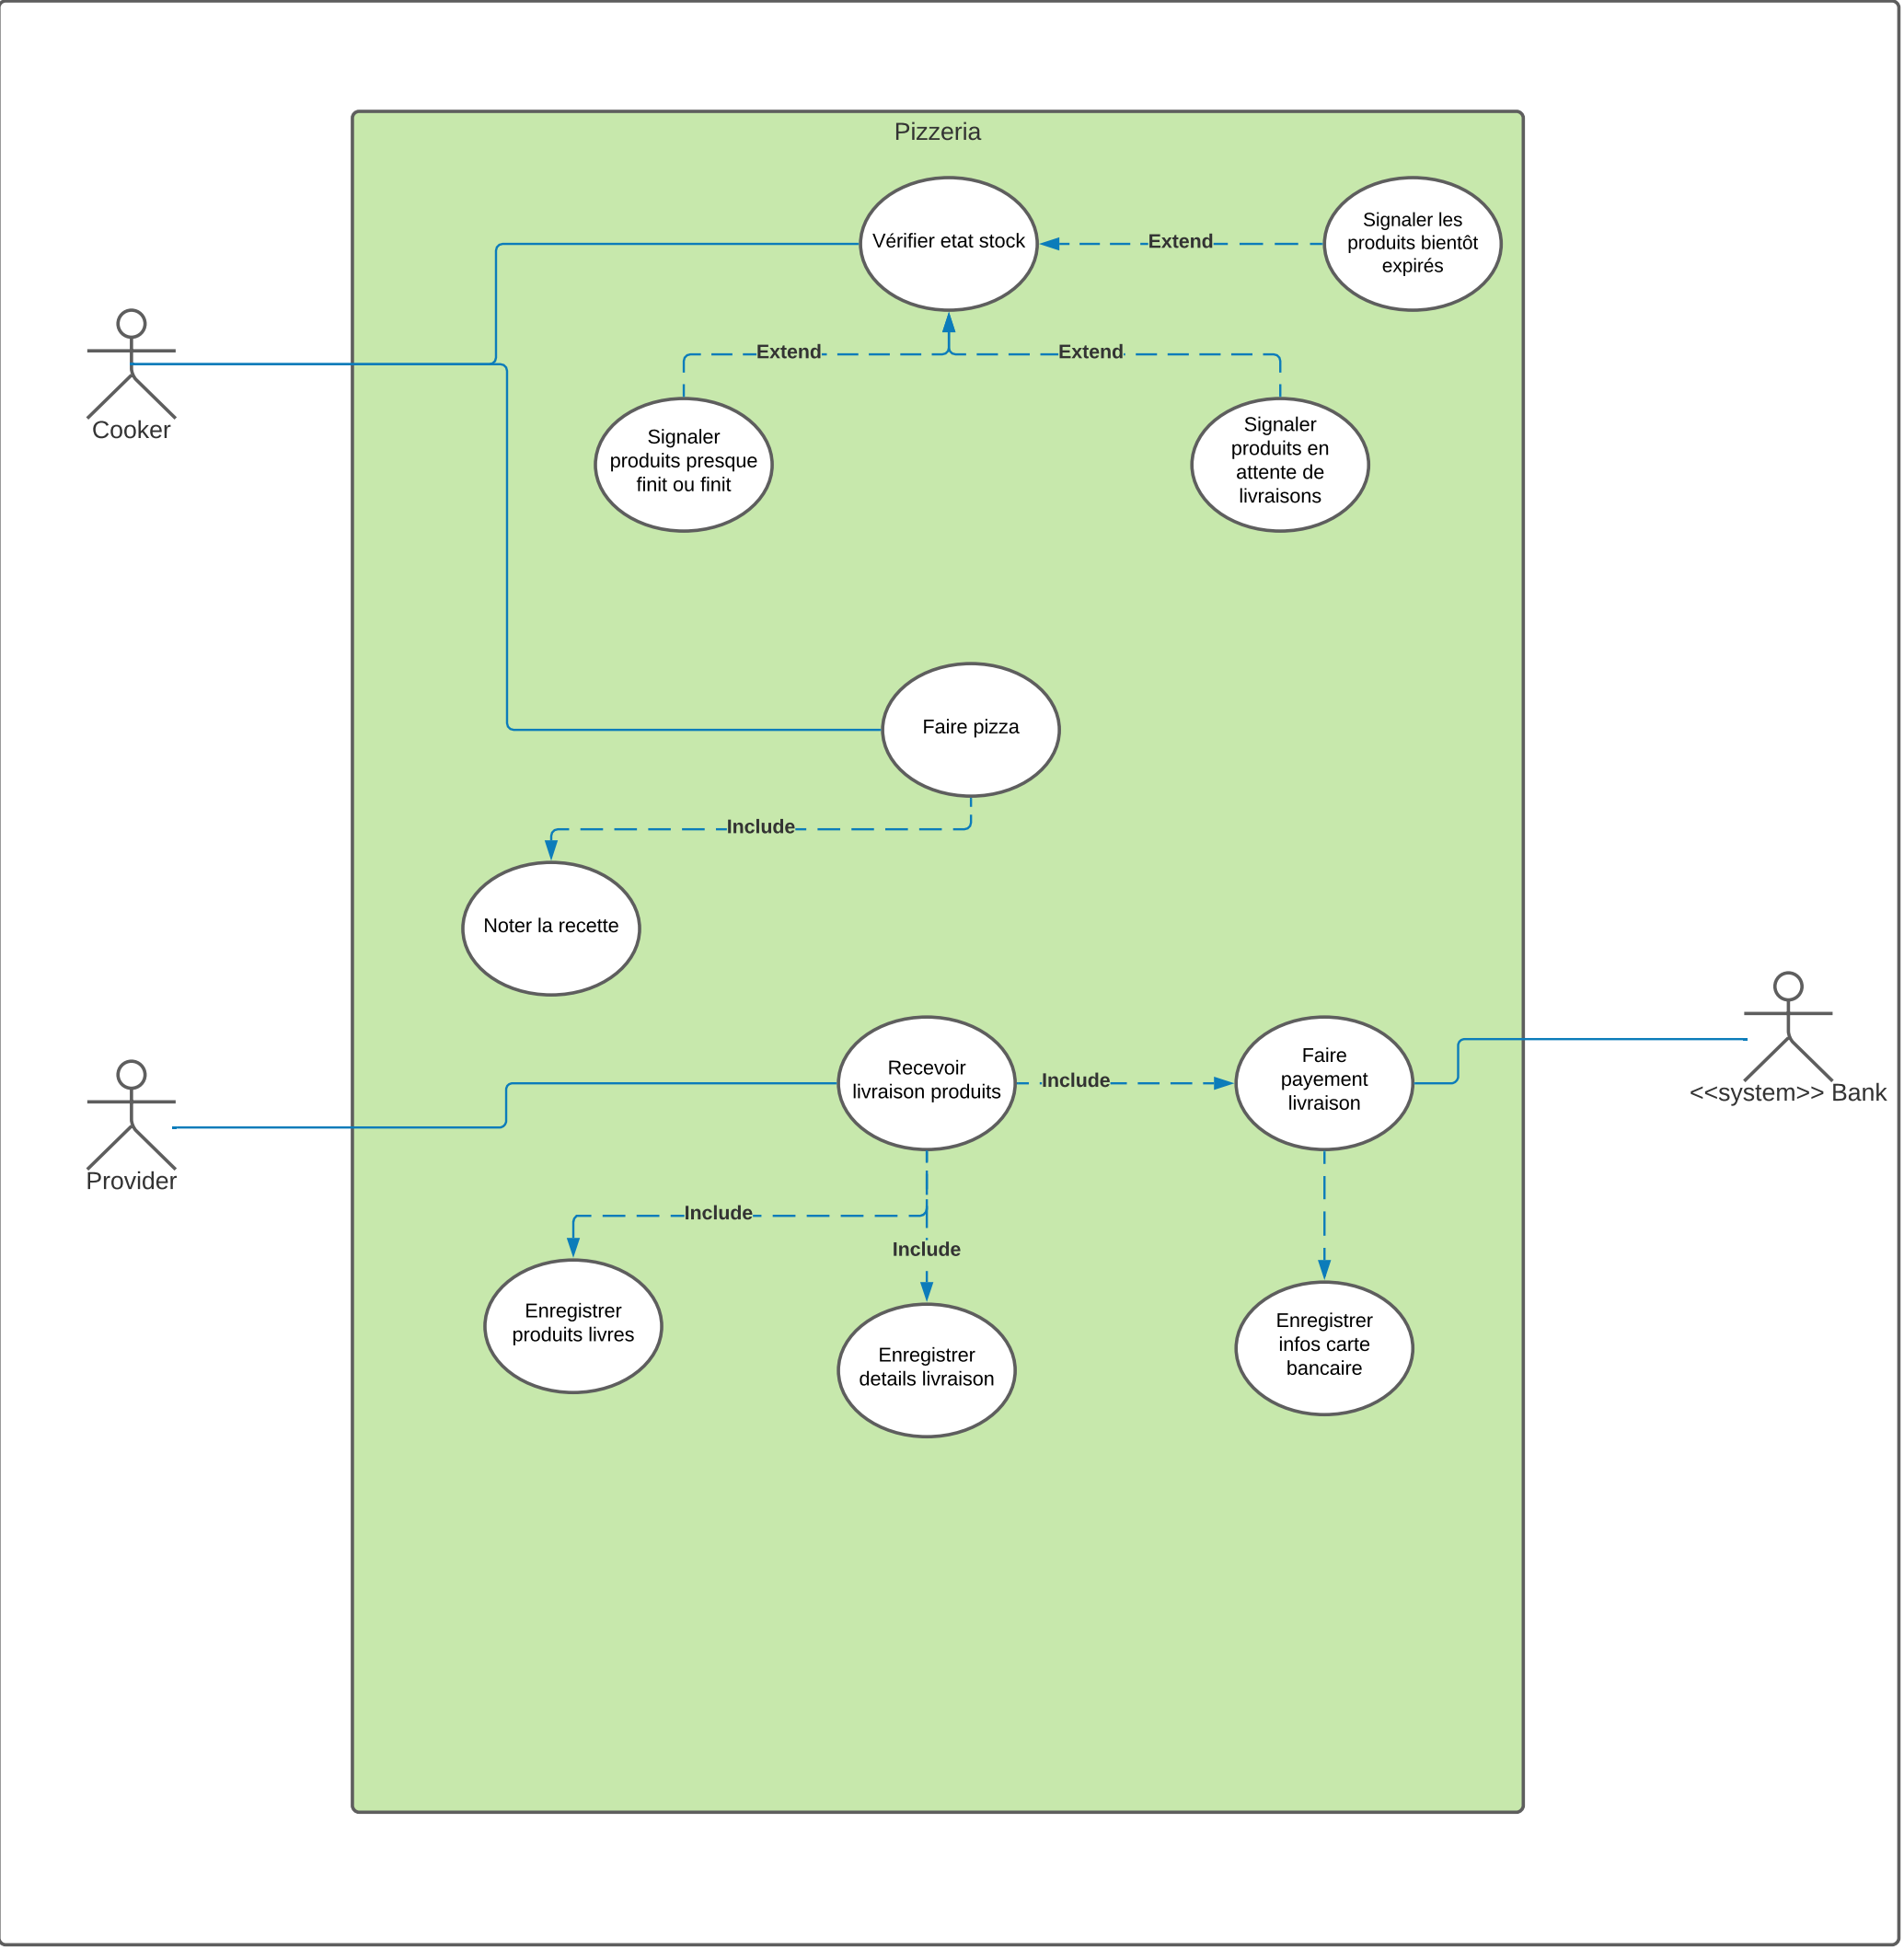 Pizzeria
Vérifier etat stock
Extend
Signaler les
produits bientôt
expirés
Extend
Extend
Cooker
Signaler
produits presque
finit ou finit
Signaler
produits en
attente de
livraisons
Faire pizza
Include
Noter la recette
Recevoir
livraison produits
Include
Faire
payement
livraison
<<system>> Bank
Provider
Include
Include
Enregistrer
produits livres
Enregistrer
details livraison
Enregistrer
infos carte
bancaire